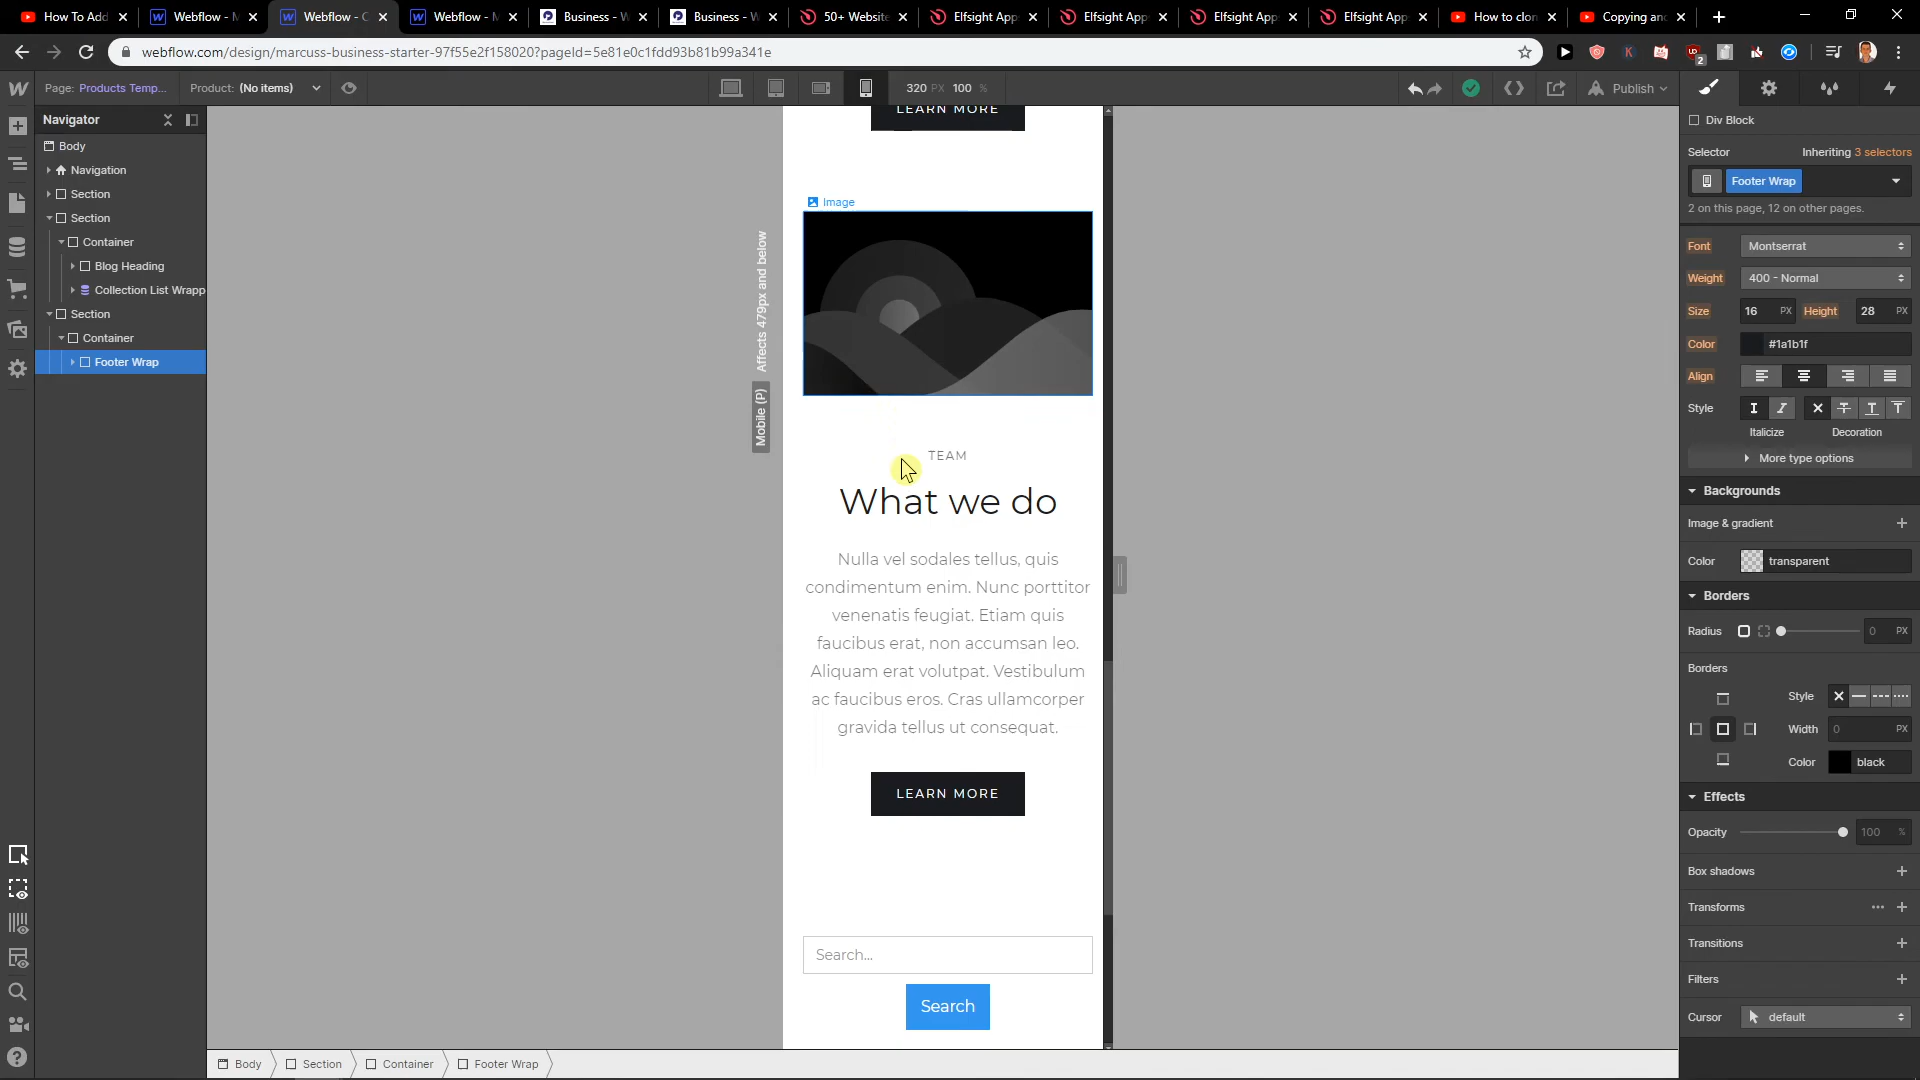 How To Add
Webflow - M
Webflow - C
Webflow - M
Business - W
Business - W
50+ Website
Elfsight App
Elfsight App
Elfsight App
Elfsight App
How to clon
Copying and
webflow.com/design/marcuss-business-starter-97f55e2f158020?pageId=5e81e0c1fdd93b81b99a341e
2
Page: Products Temp...
Product: (No items)
320 PX 100 %
Publish
Navigator
Body
Navigation
Section
Section
Container
Blog Heading
Collection List Wrapp
Section
Container
Footer Wrap
Affects 479px and below
Mobile (P)
LEARN MORE
Image
TEAM
What we do
Nulla vel sodales tellus, quis
condimentum enim. Nunc porttitor
venenatis feugiat. Etiam quis
faucibus erat, non accumsan leo.
Aliquam erat volutpat. Vestibulum
ac faucibus eros. Cras ullamcorper
gravida tellus ut consequat.
LEARN MORE
Search...
Search
Body
Section
Container
Footer Wrap
Div Block
Selector
Inheriting 3 selectors
Footer Wrap
2 on this page, 12 on other pages.
Font Montserrat
Weight 400 - Normal
Size 16 PX Height 28 PX
Color #1a1b1f
Align
Style
Italicize Decoration
More type options
Backgrounds
Image & gradient
Color transparent
Borders
Radius 0 PX
Borders
Style
Width 0 PX
Color black
Effects
Opacity 100 %
Box shadows
Transforms
Transitions
Filters
Cursor default